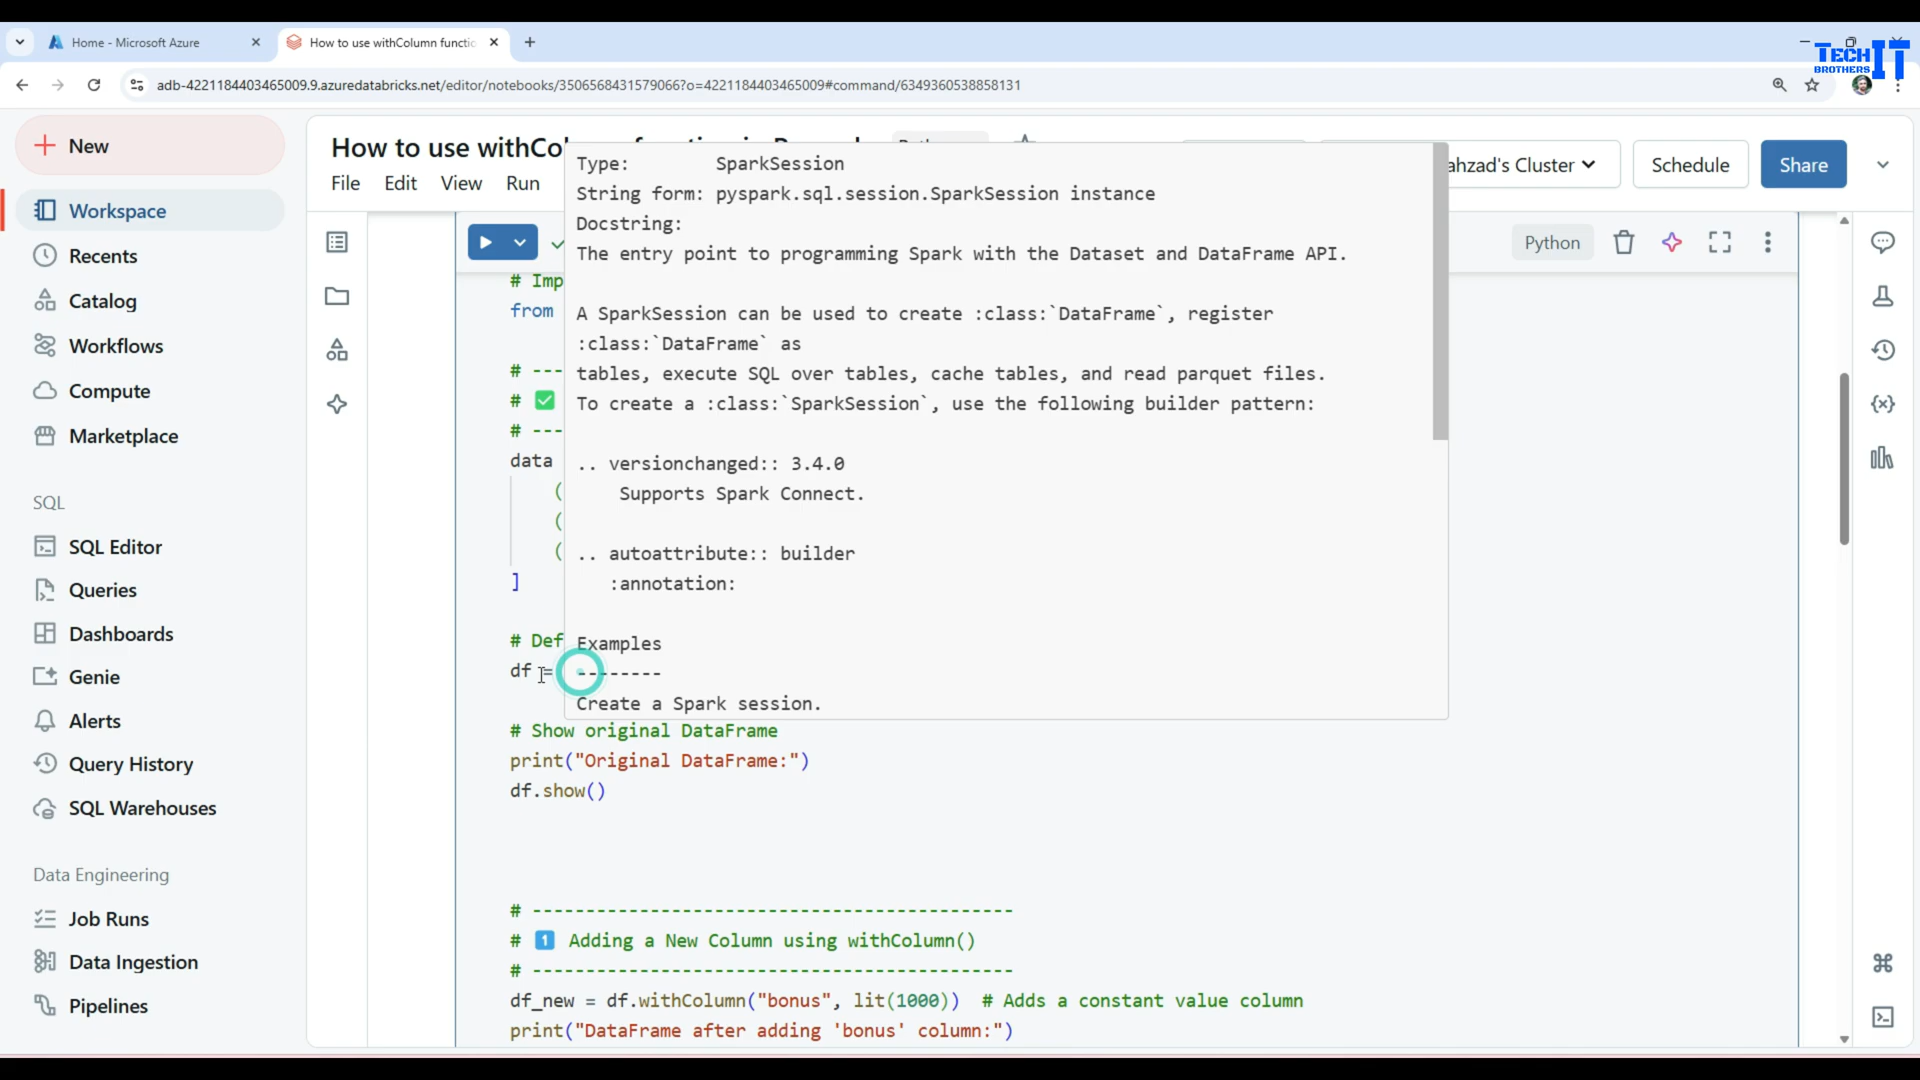 Home - Microsoft Azure
How to use withColumn functio
TECH IT
BROTHERS
adb-4221184403465009.9.azuredatabricks.net/editor/notebooks/3506568431579066?o=4221184403465009#command/6349360538858131
New
Workspace
Recents
Catalog
Workflows
Compute
Marketplace
SQL
SQL Editor
Queries
Dashboards
Genie
Alerts
Query History
SQL Warehouses
Data Engineering
Job Runs
Data Ingestion
Pipelines
How to use withCo
File Edit View Run
ahzad's Cluster
Schedule
Share
Python
Type: SparkSession
String form: pyspark.sql.session.SparkSession instance
Docstring:
The entry point to programming Spark with the Dataset and DataFrame API.
A SparkSession can be used to create :class:`DataFrame`, register
:class:`DataFrame` as
tables, execute SQL over tables, cache tables, and read parquet files.
To create a :class:`SparkSession`, use the following builder pattern:
.. versionchanged:: 3.4.0
Supports Spark Connect.
.. autoattribute:: builder
:annotation:
Examples
--------
Create a Spark session.
# Imp
from
# ---
# ✅
# ---
data
(
(
(
]
# Def
df =
# Show original DataFrame
print("Original DataFrame:")
df.show()
# ---------------------------------------------
# 1️⃣ Adding a New Column using withColumn()
# ---------------------------------------------
df_new = df.withColumn("bonus", lit(1000)) # Adds a constant value column
print("DataFrame after adding 'bonus' column:")